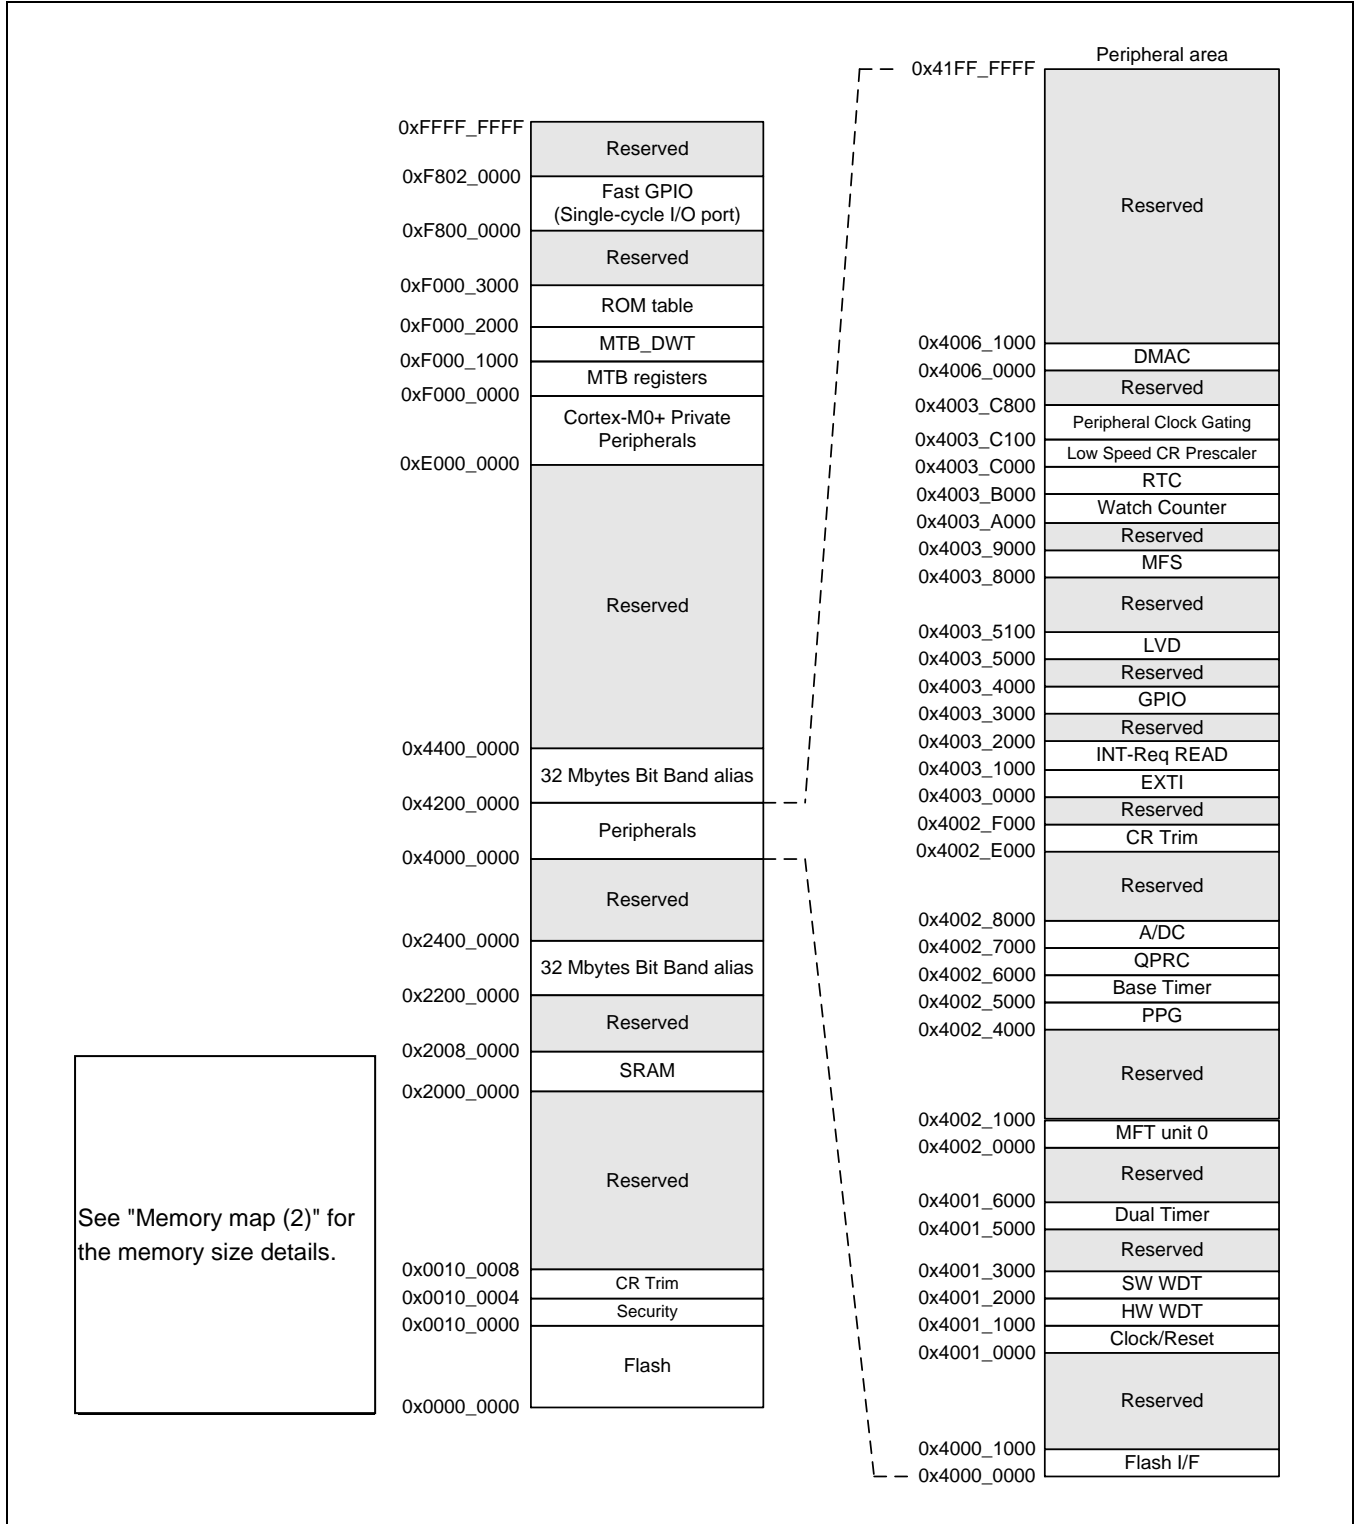 0xFFFF_FFFF
Reserved
0xF802_0000
Fast GPIO
(Single-cycle I/O port)
0xF800_0000
Reserved
0xF000_3000
ROM table
0xF000_2000
MTB_DWT
0xF000_1000
MTB registers
0xF000_0000
Cortex-M0+ Private
Peripherals
0xE000_0000
Reserved
0x4400_0000
32 Mbytes Bit Band alias
0x4200_0000
Peripherals
0x4000_0000
Reserved
0x2400_0000
32 Mbytes Bit Band alias
0x2200_0000
Reserved
0x2008_0000
SRAM
0x2000_0000
Reserved
0x0010_0008
CR Trim
0x0010_0004
Security
0x0010_0000
Flash
0x0000_0000
See "Memory map (2)" for
the memory size details.
Peripheral area
0x41FF_FFFF
Reserved
0x4006_1000
DMAC
0x4006_0000
Reserved
0x4003_C800
Peripheral Clock Gating
0x4003_C100
Low Speed CR Prescaler
0x4003_C000
RTC
0x4003_B000
Watch Counter
0x4003_A000
Reserved
0x4003_9000
MFS
0x4003_8000
Reserved
0x4003_5100
LVD
0x4003_5000
Reserved
0x4003_4000
GPIO
0x4003_3000
Reserved
0x4003_2000
INT-Req READ
0x4003_1000
EXTI
0x4003_0000
Reserved
0x4002_F000
CR Trim
0x4002_E000
Reserved
0x4002_8000
A/DC
0x4002_7000
QPRC
0x4002_6000
Base Timer
0x4002_5000
PPG
0x4002_4000
Reserved
0x4002_1000
MFT unit 0
0x4002_0000
Reserved
0x4001_6000
Dual Timer
0x4001_5000
Reserved
0x4001_3000
SW WDT
0x4001_2000
HW WDT
0x4001_1000
Clock/Reset
0x4001_0000
Reserved
0x4000_1000
Flash I/F
0x4000_0000